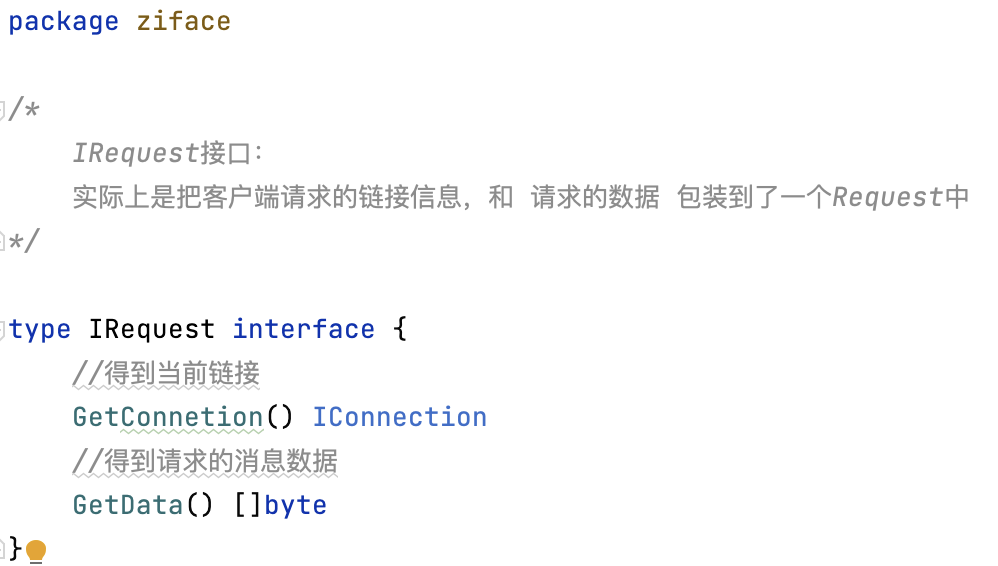 package ziface
/*
IRequest接口：
实际上是把客户端请求的链接信息，和 请求的数据 包装到了一个Request中
*/
type IRequest interface {
//得到当前链接
GetConnetion() IConnection
//得到请求的消息数据
GetData() []byte
}